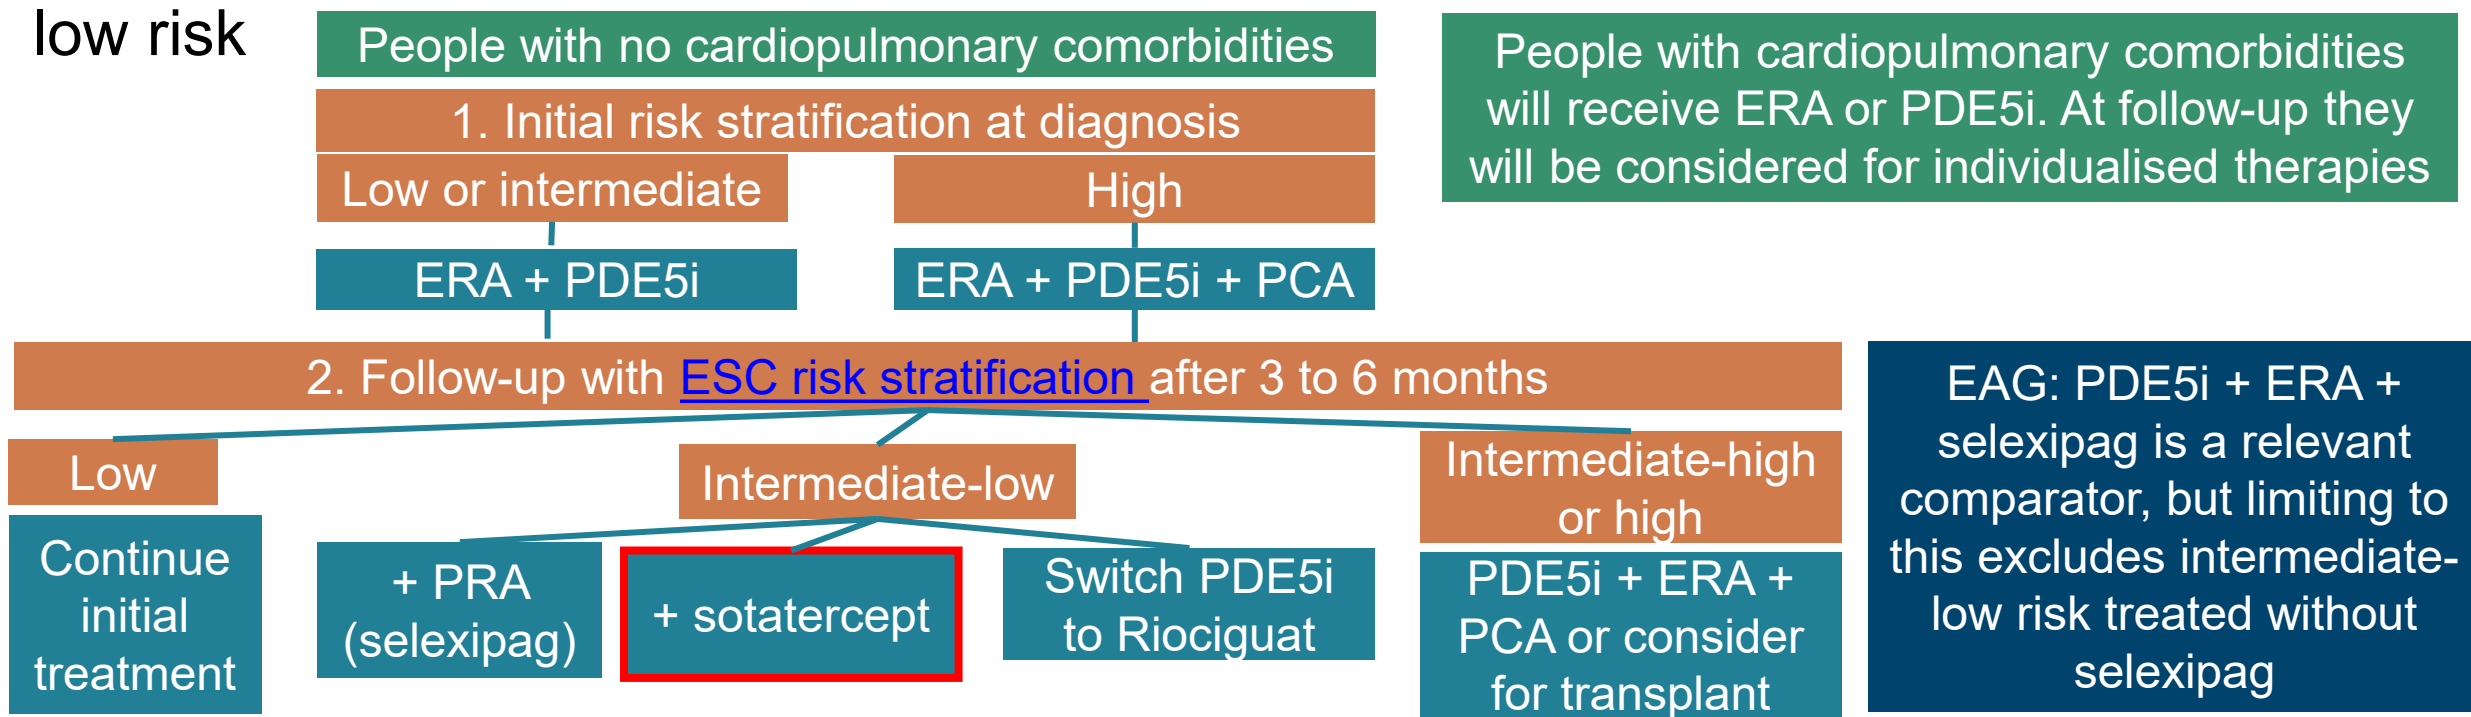 low risk
People with no cardiopulmonary comorbidities
People with cardiopulmonary comorbidities
will receive ERA or PDE5i. At follow-up they
will be considered for individualised therapies
1. Initial risk stratification at diagnosis
Low or intermediate
High
ERA + PDE5i
ERA + PDE5i + PCA
2. Follow-up with ESC risk stratification after 3 to 6 months
Low
Intermediate-low
Intermediate-high
or high
Continue
initial
treatment
+ PRA
(selexipag)
+ sotatercept
Switch PDE5i
to Riociguat
PDE5i + ERA +
PCA or consider
for transplant
EAG: PDE5i + ERA +
selexipag is a relevant
comparator, but limiting to
this excludes intermediate-
low risk treated without
selexipag